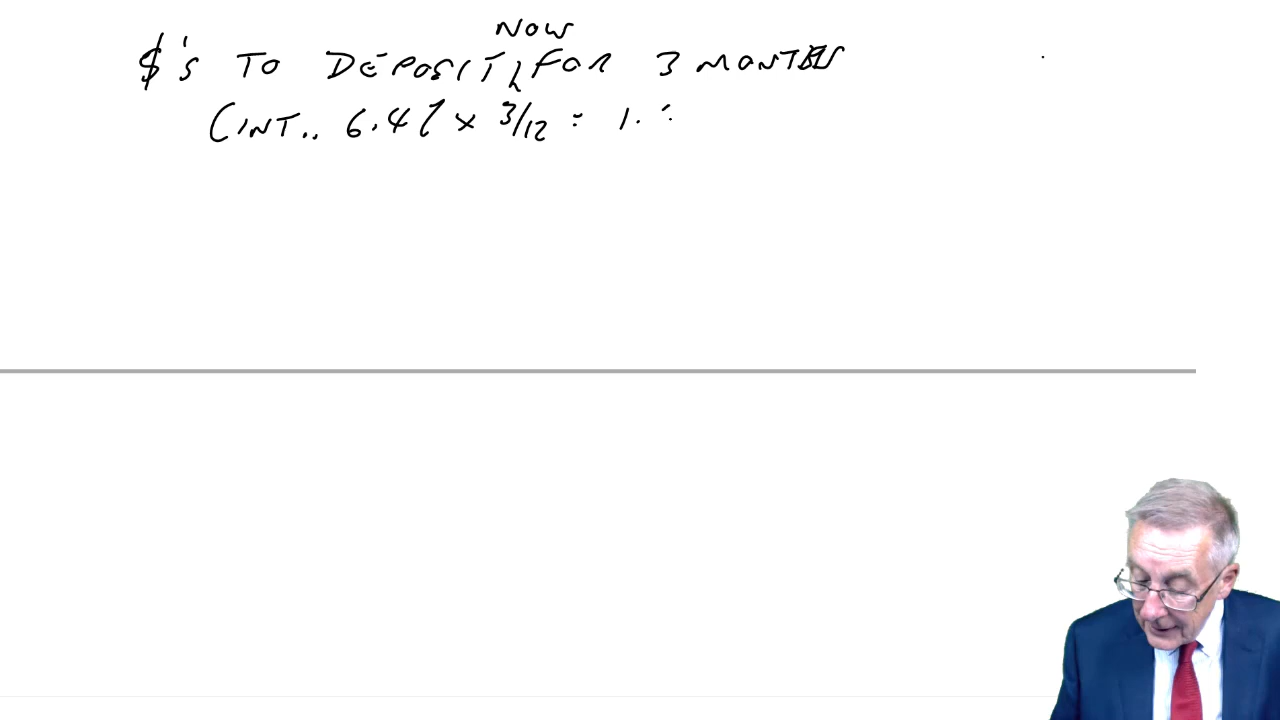 NOW
$'S TO DEPOSIT, FOR 3 MONTHS
(INT.. 6.4% × 3/12 = 1.